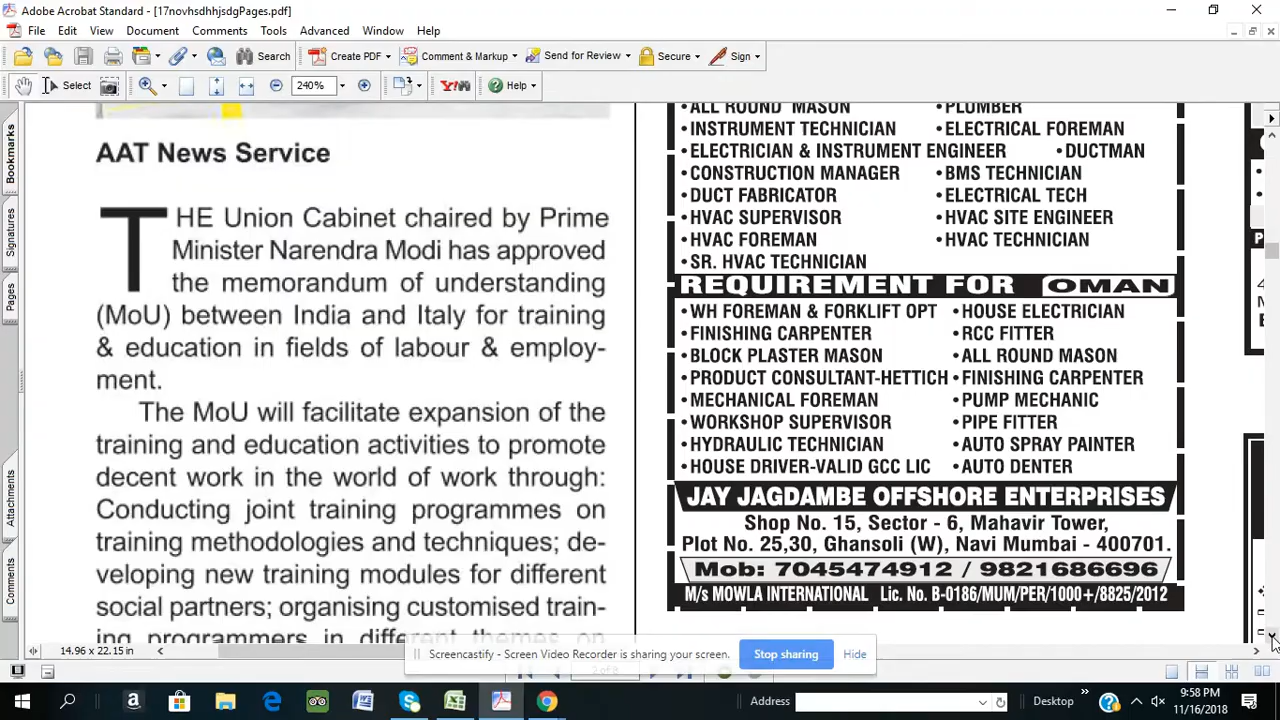 Adobe Acrobat Standard - [17novhsdhhjsdgPages.pdf]
File Edit View Document Comments Tools Advanced Window Help
Search Create PDF Comment & Markup Send for Review Secure Sign
Select 240% Y! Help
Bookmarks
Signatures
Pages
Attachments
Comments
AAT News Service
THE Union Cabinet chaired by Prime
Minister Narendra Modi has approved
the memorandum of understanding
(MoU) between India and Italy for training
& education in fields of labour & employ-
ment.
The MoU will facilitate expansion of the
training and education activities to promote
decent work in the world of work through:
Conducting joint training programmes on
training methodologies and techniques; de-
veloping new training modules for different
social partners; organising customised train-
ing programmers in different themes on
•ALL ROUND MASON •PLUMBER
•INSTRUMENT TECHNICIAN •ELECTRICAL FOREMAN
•ELECTRICIAN & INSTRUMENT ENGINEER •DUCTMAN
•CONSTRUCTION MANAGER •BMS TECHNICIAN
•DUCT FABRICATOR •ELECTRICAL TECH
•HVAC SUPERVISOR •HVAC SITE ENGINEER
•HVAC FOREMAN •HVAC TECHNICIAN
•SR. HVAC TECHNICIAN
REQUIREMENT FOR OMAN
•WH FOREMAN & FORKLIFT OPT •HOUSE ELECTRICIAN
•FINISHING CARPENTER •RCC FITTER
•BLOCK PLASTER MASON •ALL ROUND MASON
•PRODUCT CONSULTANT-HETTICH •FINISHING CARPENTER
•MECHANICAL FOREMAN •PUMP MECHANIC
•WORKSHOP SUPERVISOR •PIPE FITTER
•HYDRAULIC TECHNICIAN •AUTO SPRAY PAINTER
•HOUSE DRIVER-VALID GCC LIC •AUTO DENTER
JAY JAGDAMBE OFFSHORE ENTERPRISES
Shop No. 15, Sector - 6, Mahavir Tower,
Plot No. 25,30, Ghansoli (W), Navi Mumbai - 400701.
Mob: 7045474912 / 9821686696
M/s MOWLA INTERNATIONAL Lic. No. B-0186/MUM/PER/1000+/8825/2012
14.96 x 22.15 in
Screencastify - Screen Video Recorder is sharing your screen. Stop sharing Hide
Address Desktop
9:58 PM
11/16/2018